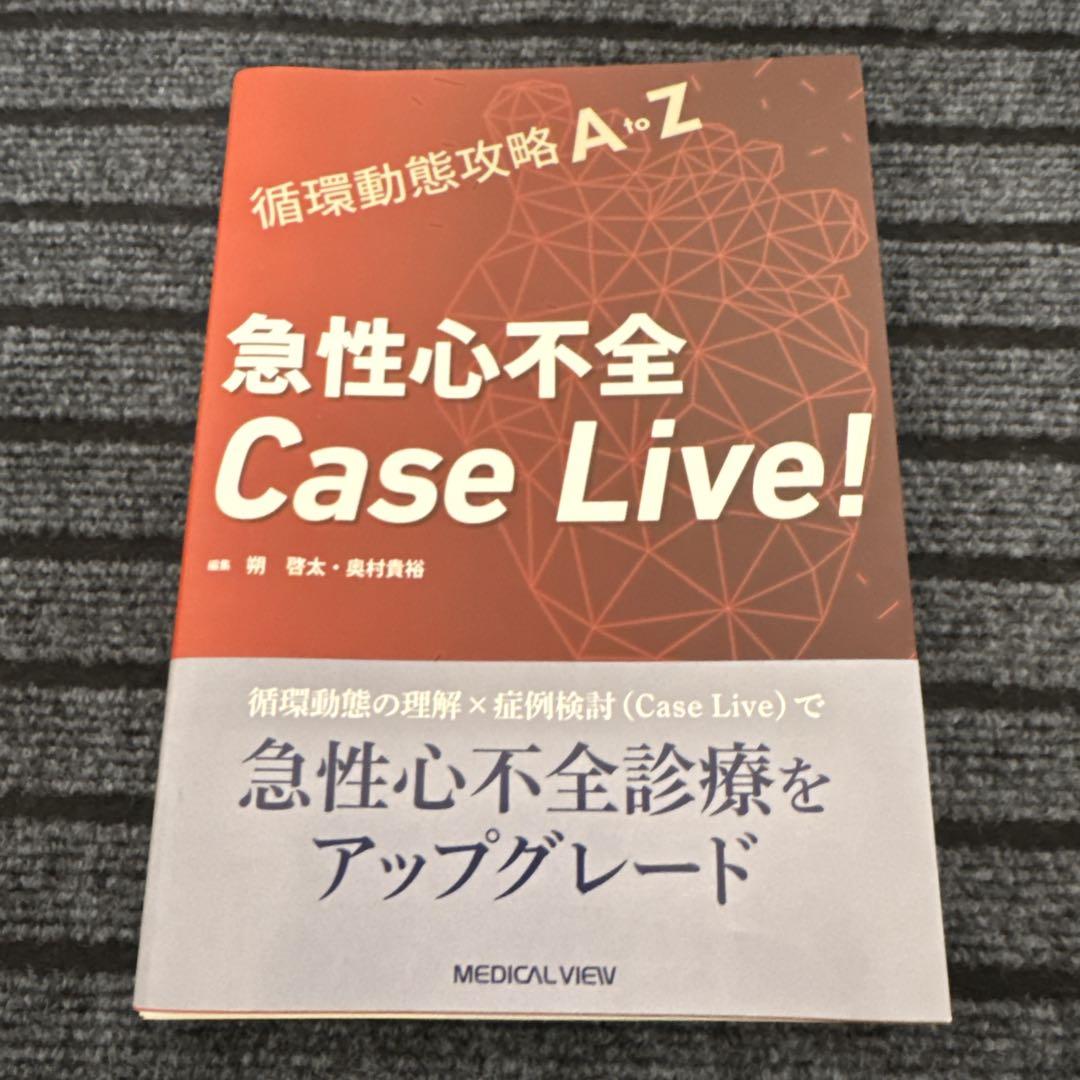 循環動態攻略 A to Z
急性心不全
Case Live!
編集 朔 啓太・奥村貴裕
循環動態の理解×症例検討(Case Live)で
急性心不全診療を
アップグレード
MEDICAL VIEW